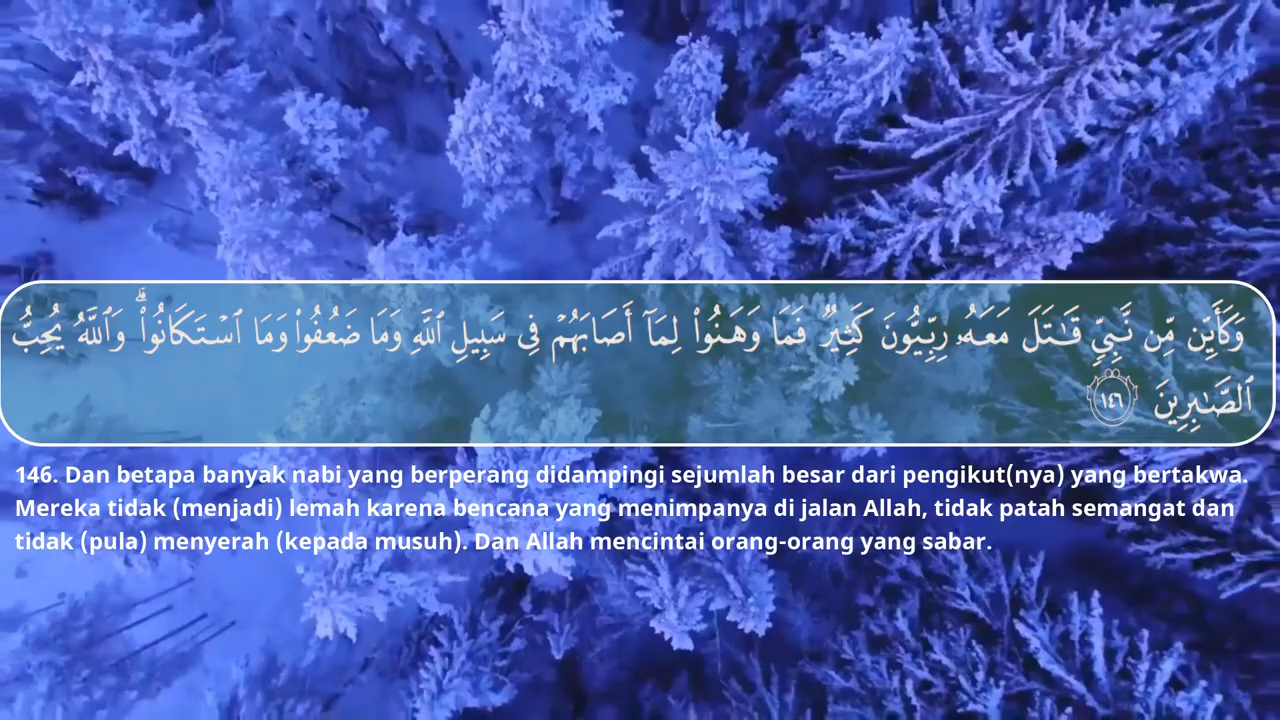 وَكَأَيِّن مِّن نَّبِيٍّ قَـٰتَلَ مَعَهُۥ رِبِّيُّونَ كَثِيرٌ فَمَا وَهَنُوا۟ لِمَآ أَصَابَهُمْ فِى سَبِيلِ ٱللَّهِ وَمَا ضَعُفُوا۟ وَمَا ٱسْتَكَانُوا۟ ۗ وَٱللَّهُ يُحِبُّ
ٱلصَّـٰبِرِينَ ١٤٦
146. Dan betapa banyak nabi yang berperang didampingi sejumlah besar dari pengikut(nya) yang bertakwa.
Mereka tidak (menjadi) lemah karena bencana yang menimpanya di jalan Allah, tidak patah semangat dan
tidak (pula) menyerah (kepada musuh). Dan Allah mencintai orang-orang yang sabar.